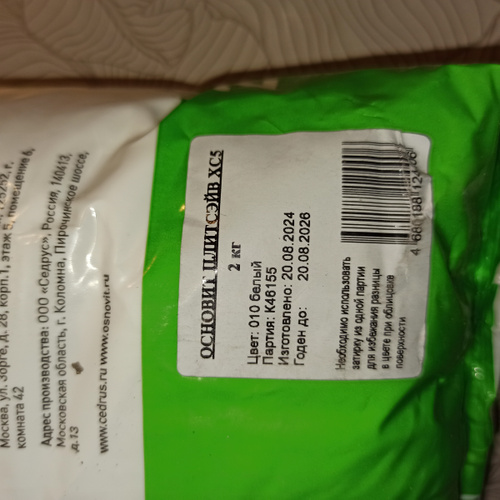 Москва, ул. Зорге, д. 28, корп.1, этаж 5, помещение 6,
комната 42
Адрес производства: ООО «Седрус», Россия, 140413,
Московская область, г. Коломна, Пирочинское шоссе,
д.13
www.cedrus.ru www.osnovit.ru
ОСНОВИТ ПЛИТСЭЙВ XC5
2 кг
Цвет: 010 белый
Партия: К46155
Изготовлено: 20.08.2024
Годен до: 20.08.2026
Необходимо использовать
затирку из одной партии
для избежания разницы
в цвете при облицовке
поверхности